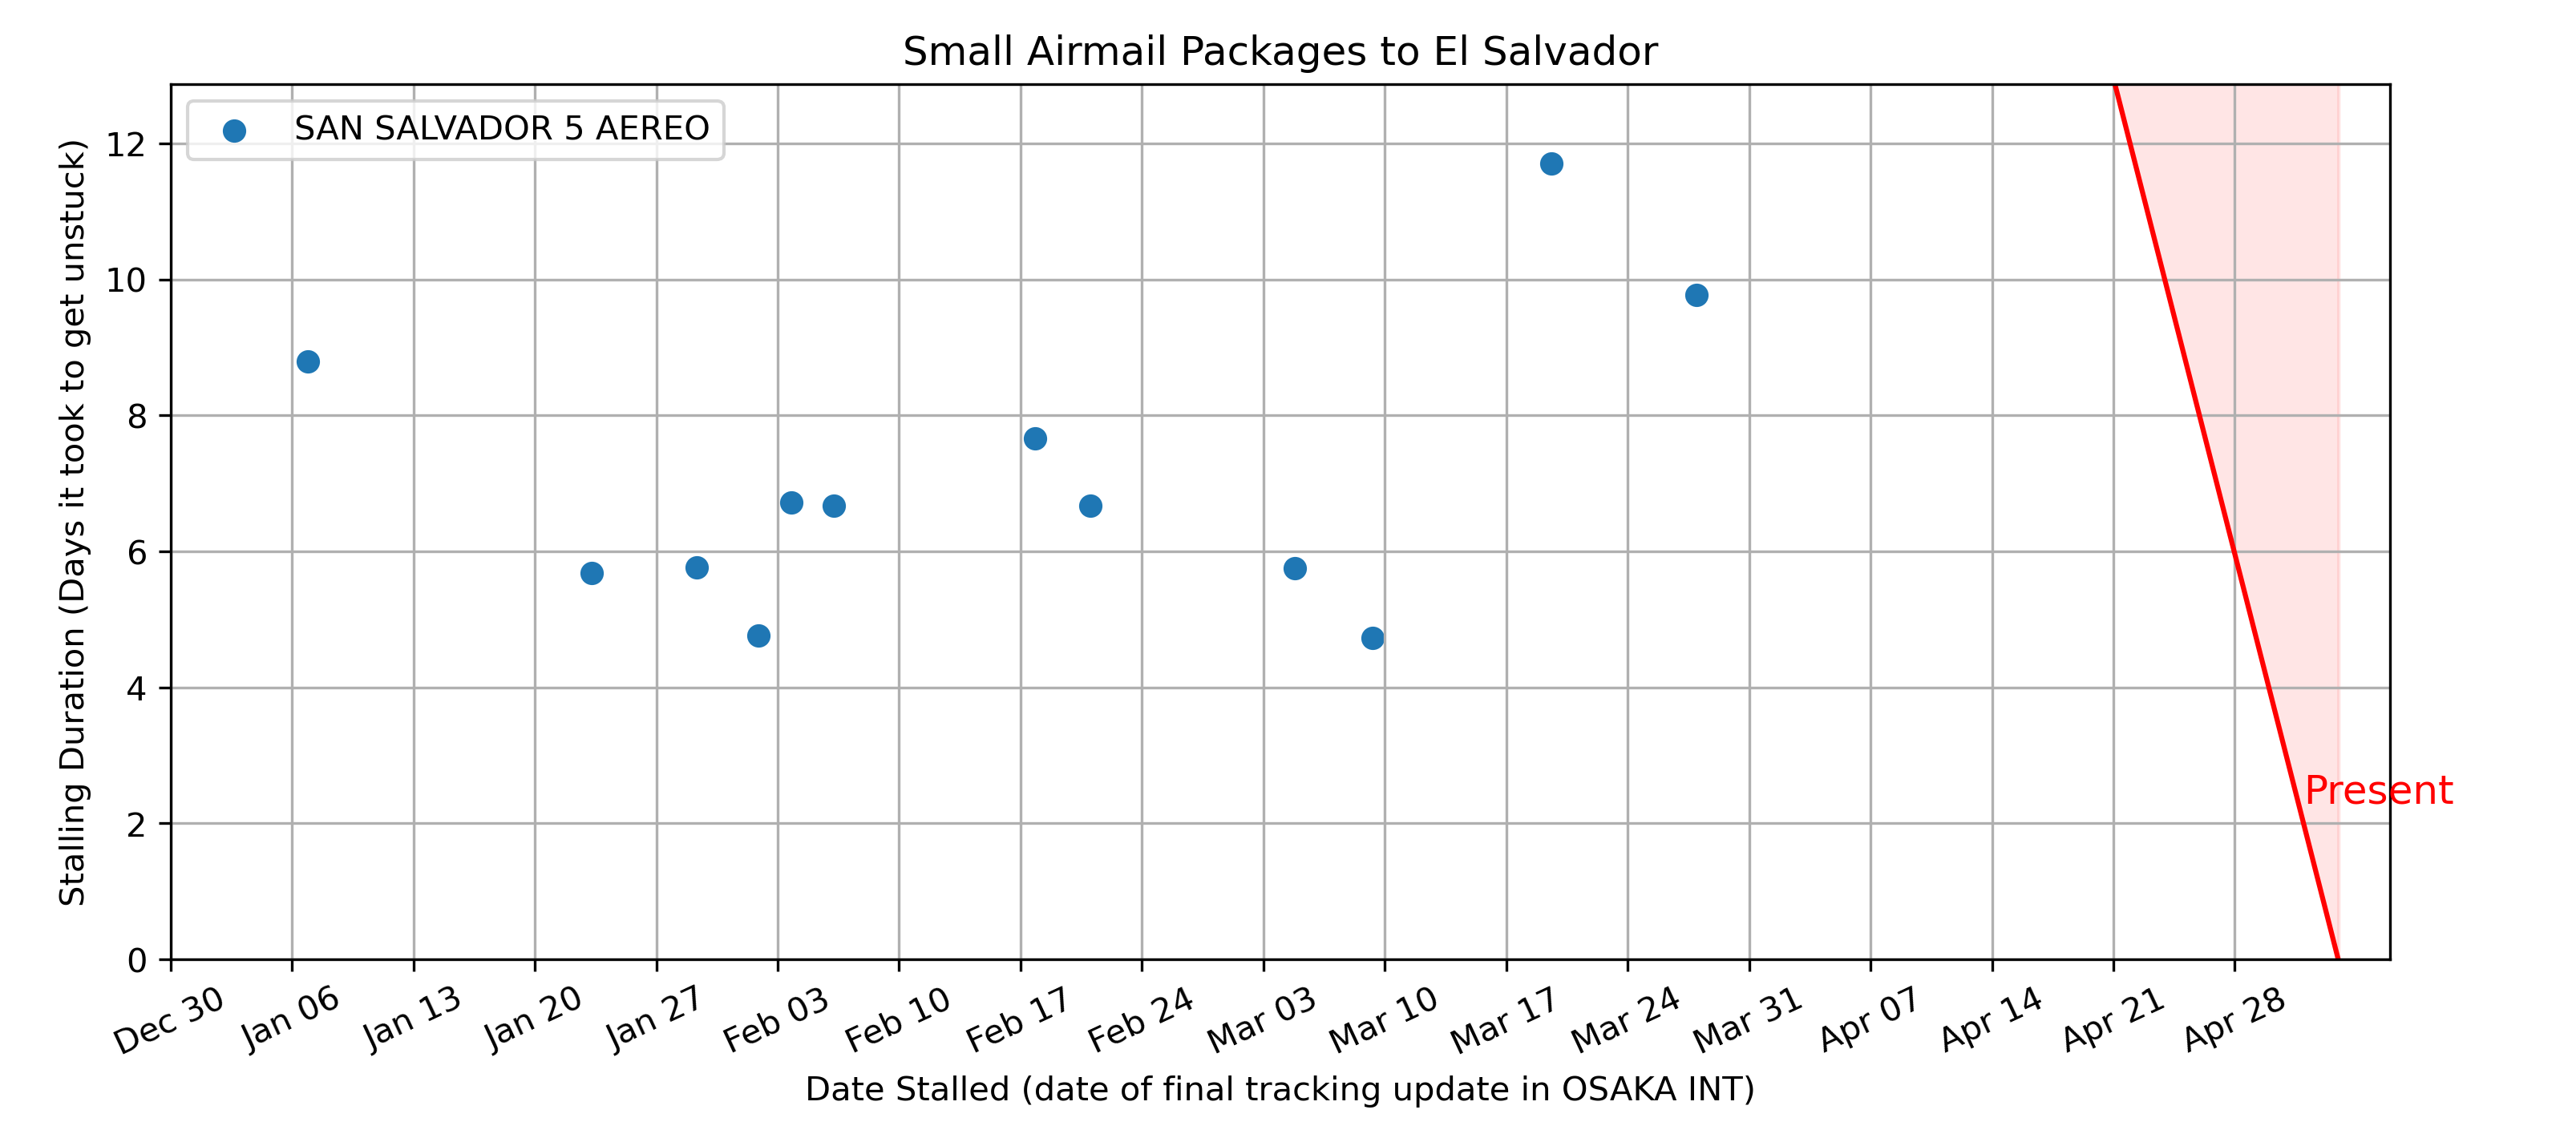 Small Airmail Packages to El Salvador
SAN SALVADOR 5 AEREO
Stalling Duration (Days it took to get unstuck)
12
10
8
6
4
2
0
Present
Dec 30 Jan 06 Jan 13 Jan 20 Jan 27 Feb 03 Feb 10 Feb 17 Feb 24 Mar 03 Mar 10 Mar 17 Mar 24 Mar 31 Apr 07 Apr 14 Apr 21 Apr 28
Date Stalled (date of final tracking update in OSAKA INT)